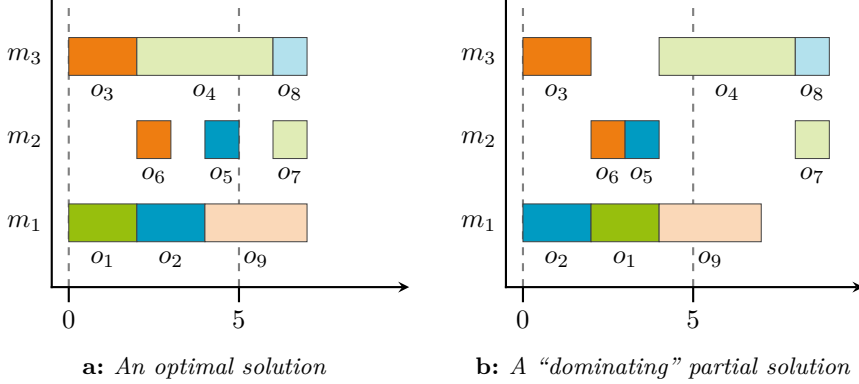 m3
o3 o4 o8
m2
o6 o5 o7
m1
o1 o2 o9
0 5
a: An optimal solution
m3
o3 o4 o8
m2
o6 o5 o7
m1
o2 o1 o9
0 5
b: A “dominating” partial solution